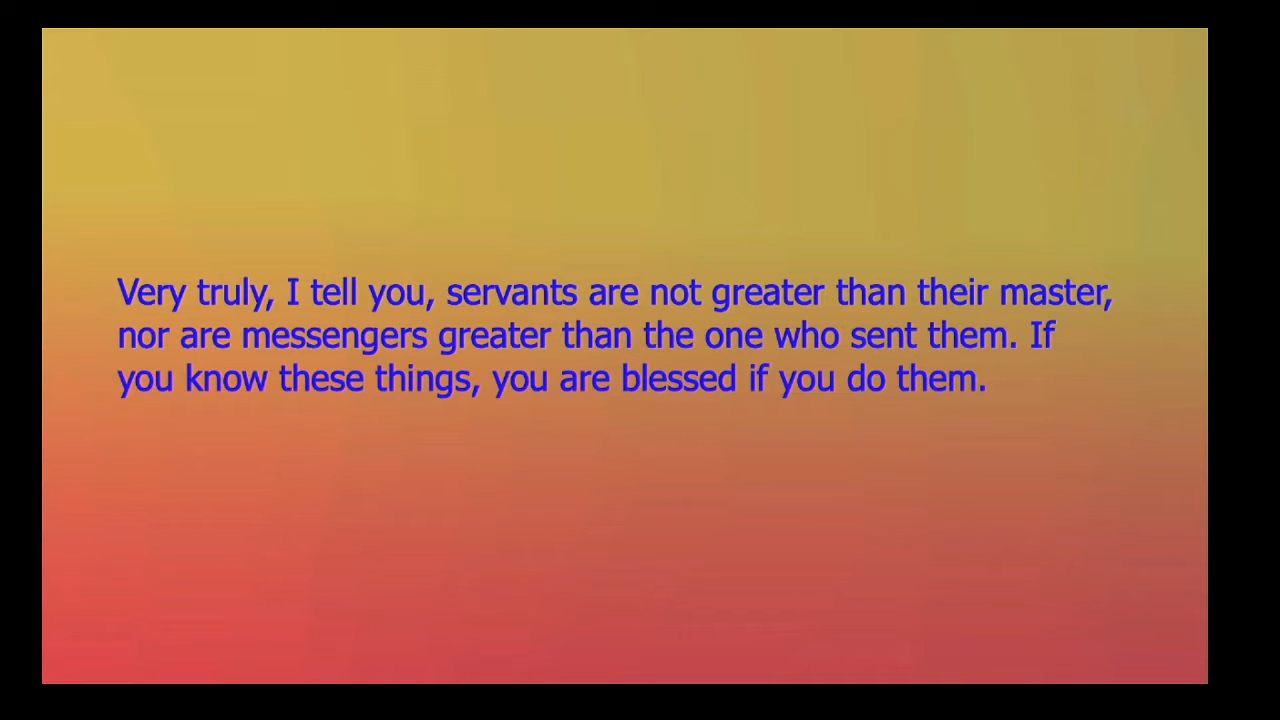 Very truly, I tell you, servants are not greater than their master,
nor are messengers greater than the one who sent them. If
you know these things, you are blessed if you do them.